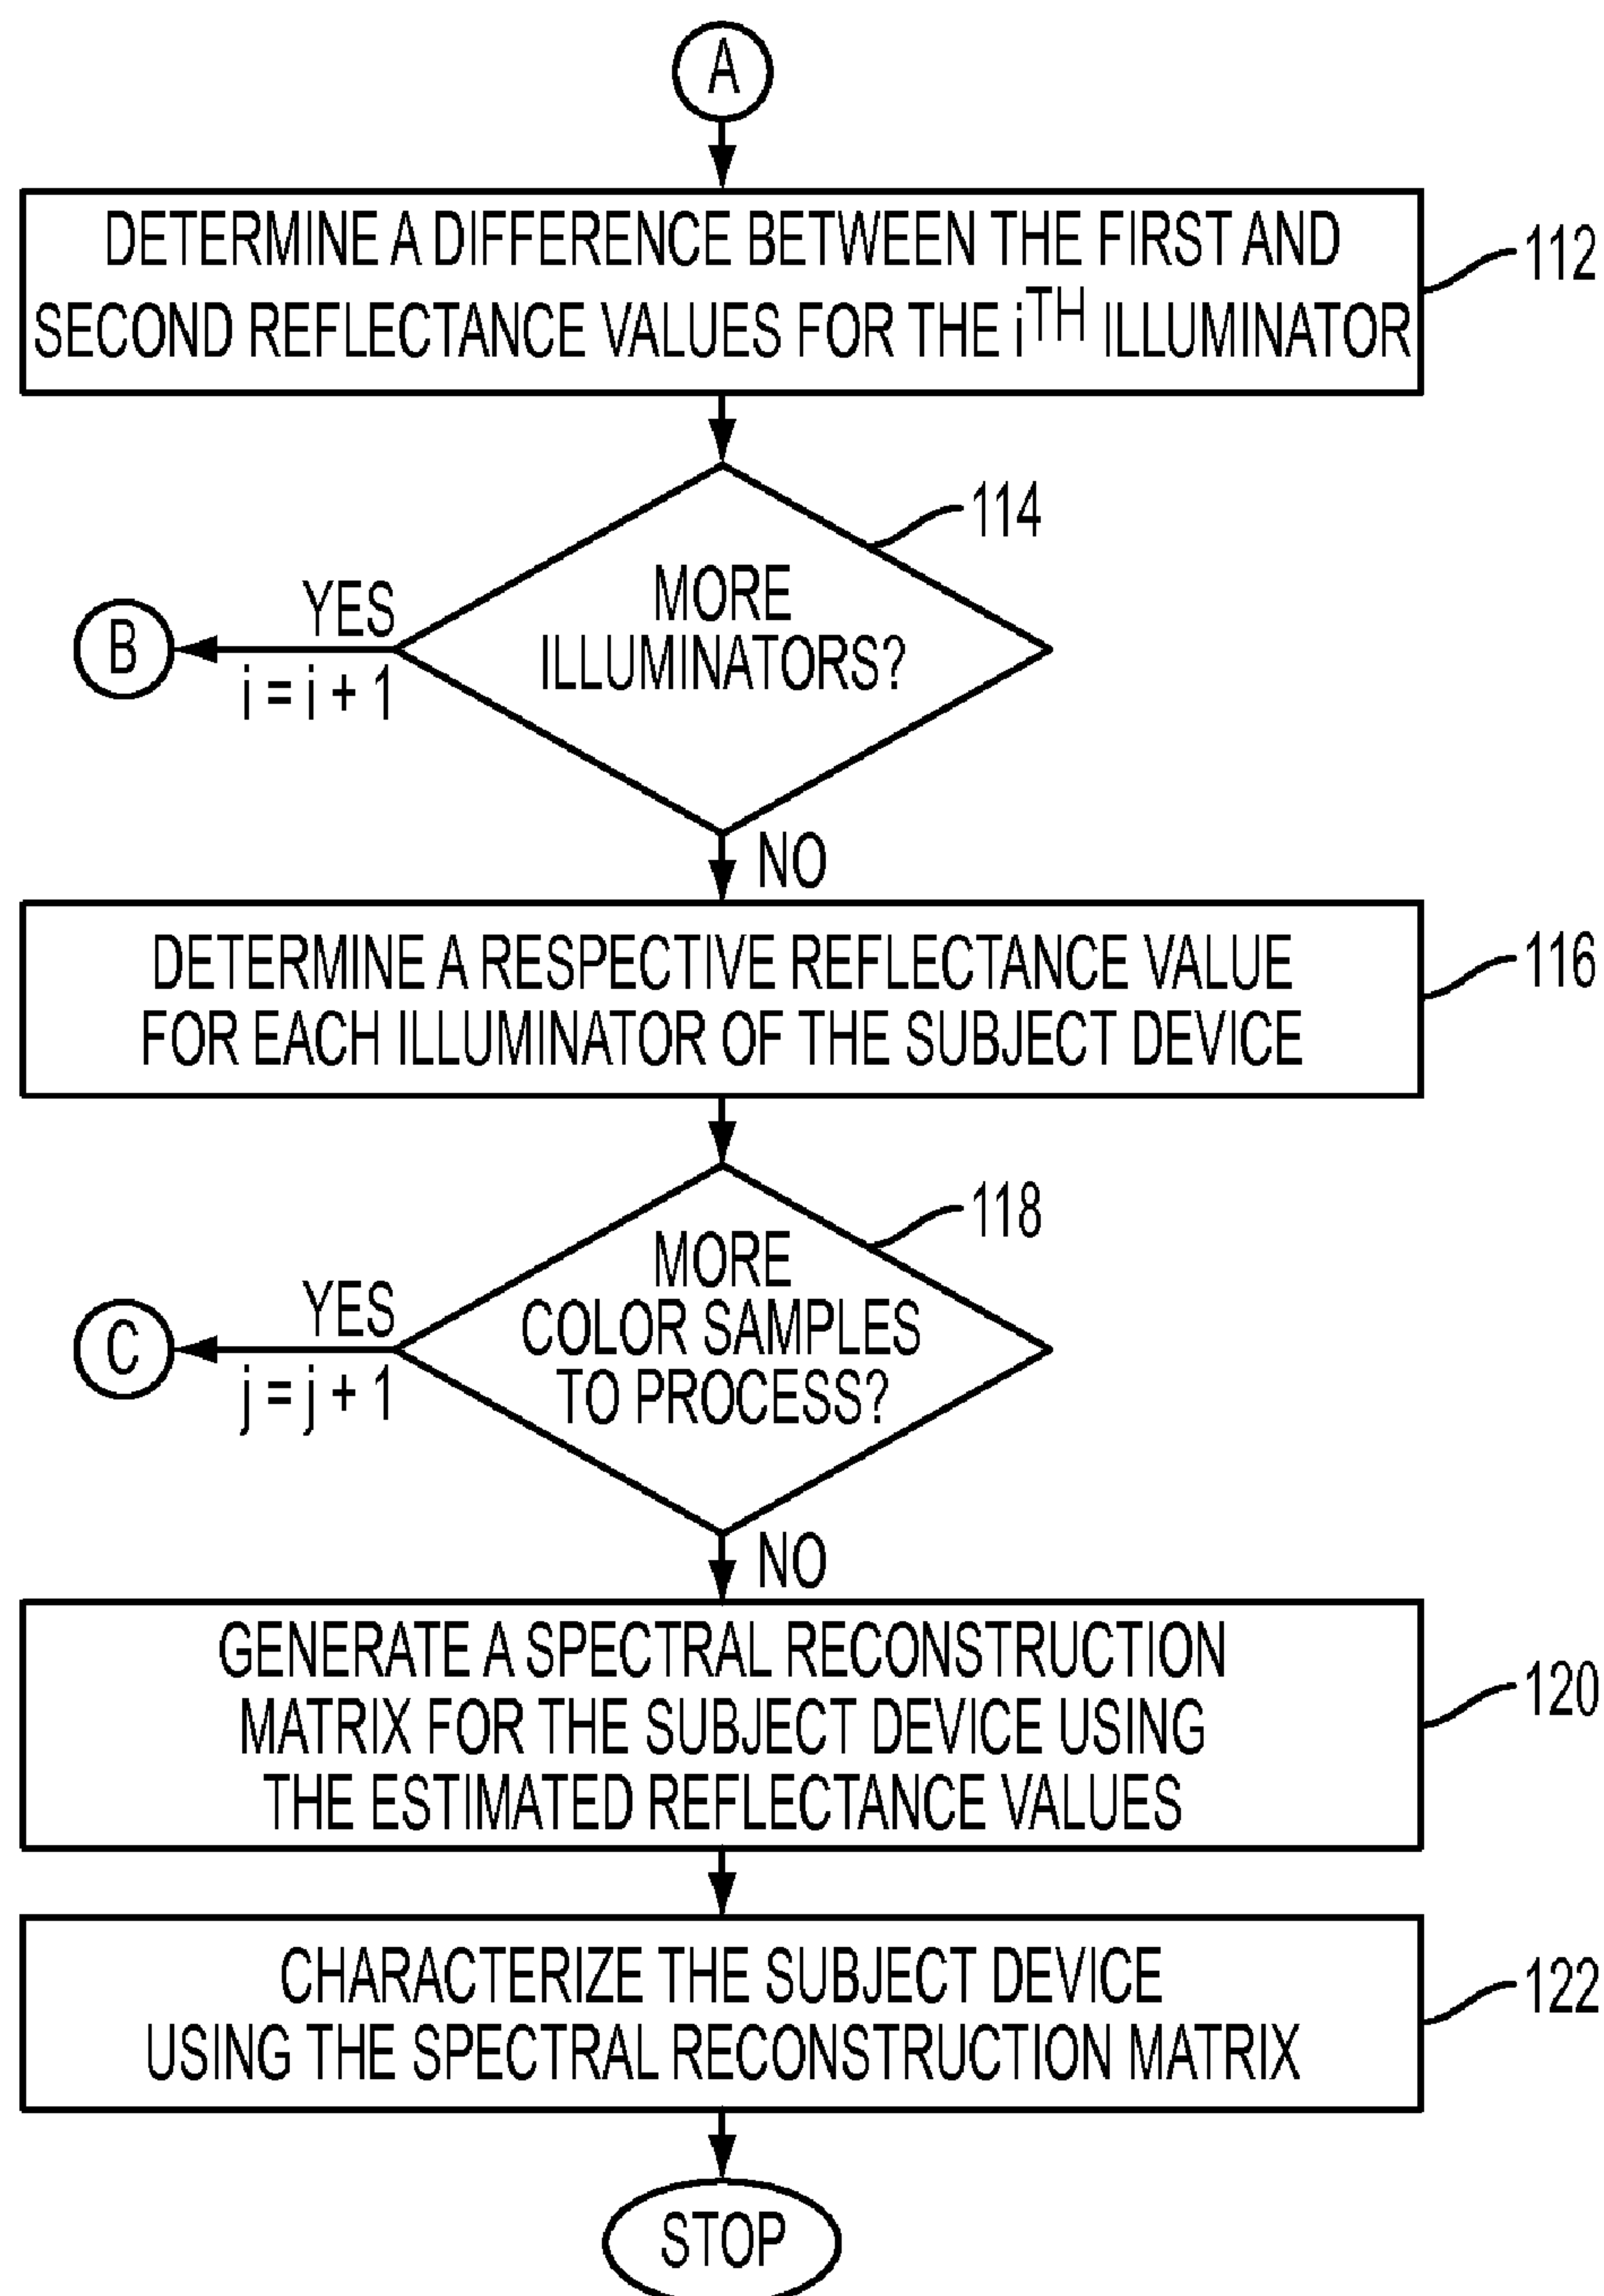 A
DETERMINE A DIFFERENCE BETWEEN THE FIRST AND
SECOND REFLECTANCE VALUES FOR THE iTH ILLUMINATOR
112
114
MORE
ILLUMINATORS?
YES
B
i = i + 1
NO
DETERMINE A RESPECTIVE REFLECTANCE VALUE
FOR EACH ILLUMINATOR OF THE SUBJECT DEVICE
116
118
MORE
COLOR SAMPLES
TO PROCESS?
YES
C
j = j + 1
NO
GENERATE A SPECTRAL RECONSTRUCTION
MATRIX FOR THE SUBJECT DEVICE USING
THE ESTIMATED REFLECTANCE VALUES
120
CHARACTERIZE THE SUBJECT DEVICE
USING THE SPECTRAL RECONSTRUCTION MATRIX
122
STOP